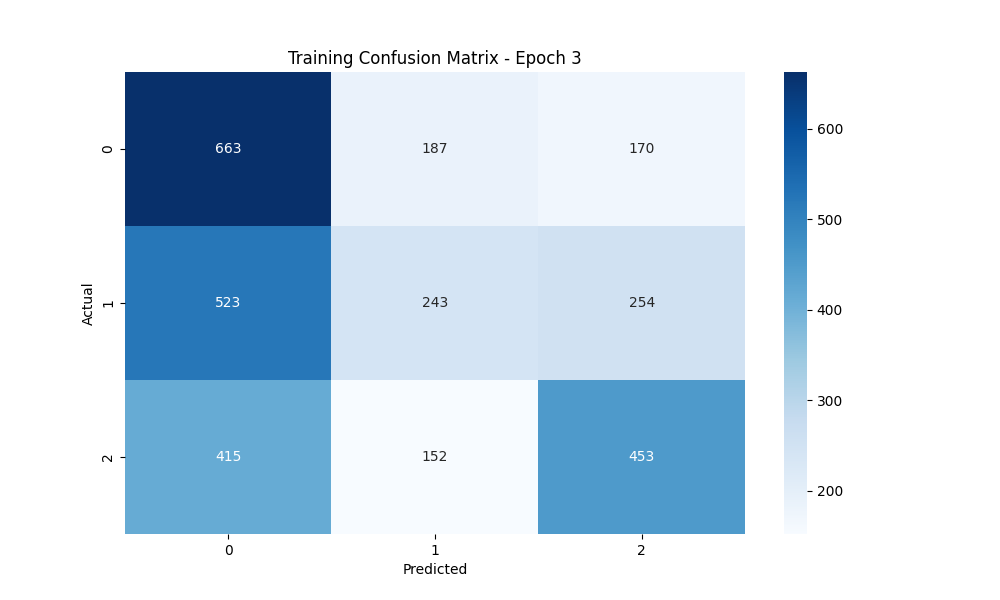 Training Confusion Matrix - Epoch 3
0 663 187 170
1 523 243 254
2 415 152 453
0 1 2
Predicted
Actual
600
500
400
300
200